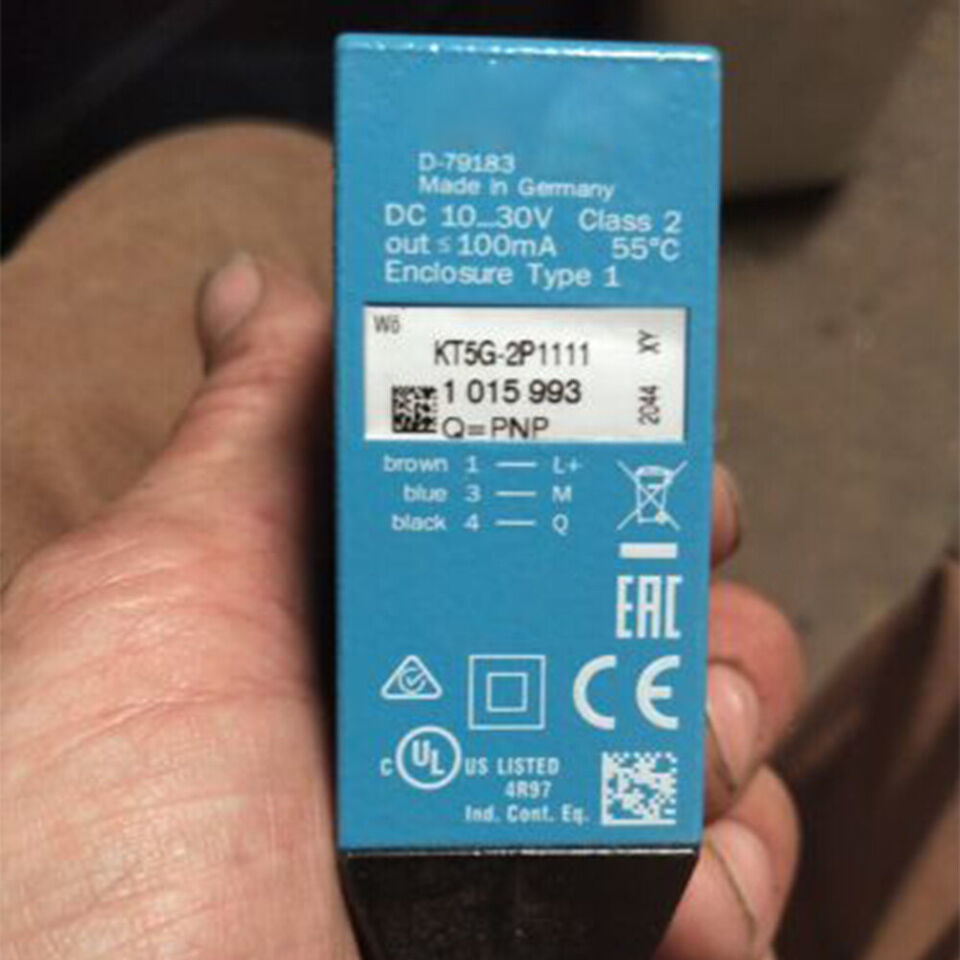 D-79183
Made in Germany
DC 10...30V Class 2
out ≤ 100mA 55°C
Enclosure Type 1
Wö
KT5G-2P1111
XY
1 015 993
2044
Q=PNP
brown 1 — L+
blue 3 — M
black 4 — Q
EAC
CE
C UL US LISTED
4R97
Ind. Cont. Eq.